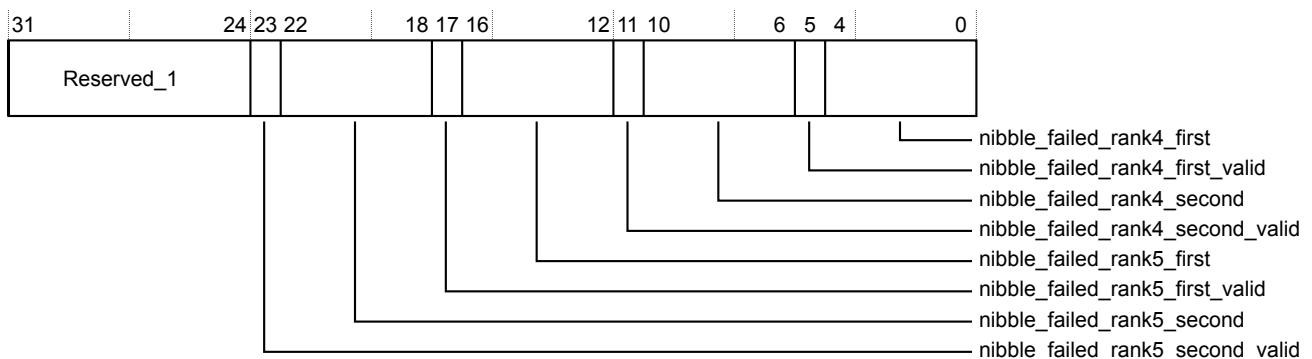 31 24 23 22 18 17 16 12 11 10 6 5 4 0
Reserved_1
nibble_failed_rank4_first
nibble_failed_rank4_first_valid
nibble_failed_rank4_second
nibble_failed_rank4_second_valid
nibble_failed_rank5_first
nibble_failed_rank5_first_valid
nibble_failed_rank5_second
nibble_failed_rank5_second_valid